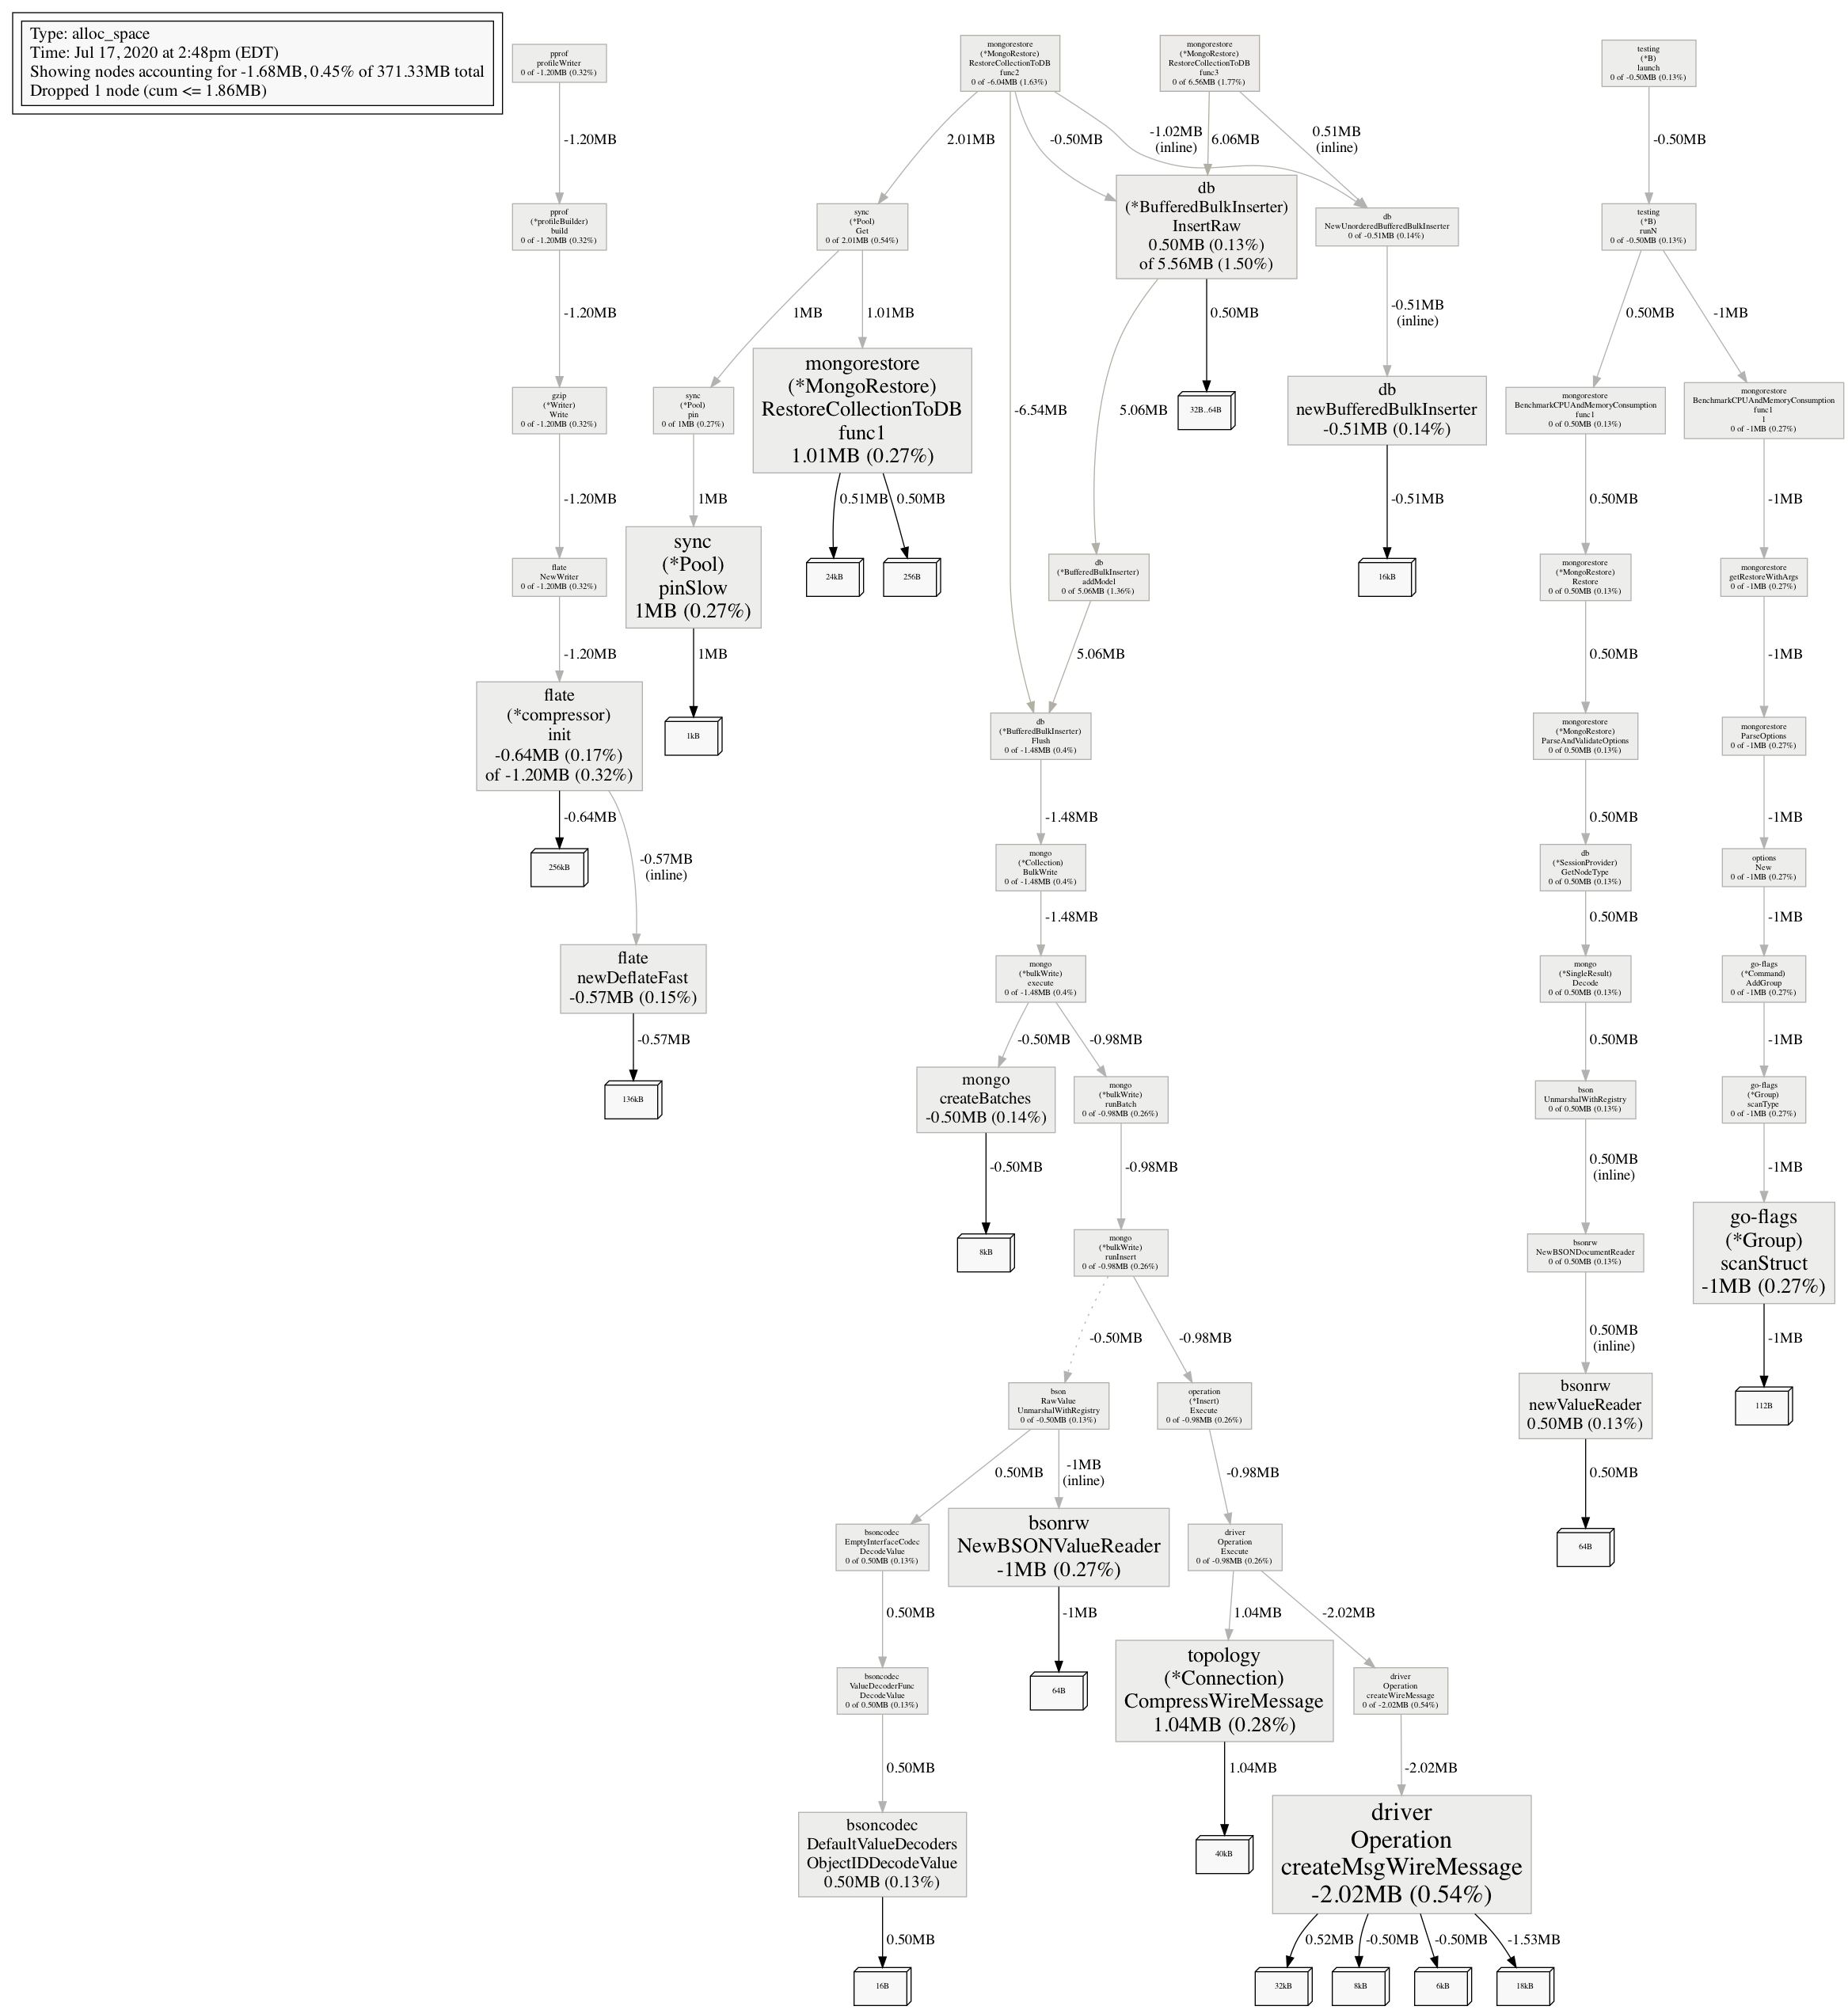 Type: alloc_space
Time: Jul 17, 2020 at 2:48pm (EDT)
Showing nodes accounting for -1.68MB, 0.45% of 371.33MB total
Dropped 1 node (cum <= 1.86MB)
pprof
profileWriter
0 of -1.20MB (0.32%)
mongorestore
(*MongoRestore)
RestoreCollectionToDB
func2
0 of -6.04MB (1.63%)
mongorestore
(*MongoRestore)
RestoreCollectionToDB
func3
0 of 6.56MB (1.77%)
testing
(*B)
launch
0 of -0.50MB (0.13%)
-1.20MB
2.01MB
-0.50MB
-1.02MB
(inline)
6.06MB
0.51MB
(inline)
-0.50MB
pprof
(*profileBuilder)
build
0 of -1.20MB (0.32%)
sync
(*Pool)
Get
0 of 2.01MB (0.54%)
db
(*BufferedBulkInserter)
InsertRaw
0.50MB (0.13%)
of 5.56MB (1.50%)
db
NewUnorderedBufferedBulkInserter
0 of -0.51MB (0.14%)
testing
(*B)
runN
0 of -0.50MB (0.13%)
-1.20MB
1MB
1.01MB
0.50MB
-0.51MB
(inline)
0.50MB
-1MB
gzip
(*Writer)
Write
0 of -1.20MB (0.32%)
sync
(*Pool)
pin
0 of 1MB (0.27%)
mongorestore
(*MongoRestore)
RestoreCollectionToDB
func1
1.01MB (0.27%)
-6.54MB
5.06MB
32B..64B
db
newBufferedBulkInserter
-0.51MB (0.14%)
mongorestore
BenchmarkCPUAndMemoryConsumption
func1
0 of 0.50MB (0.13%)
mongorestore
BenchmarkCPUAndMemoryConsumption
func1
1
0 of -1MB (0.27%)
-1.20MB
1MB
0.51MB
0.50MB
-0.51MB
0.50MB
-1MB
flate
NewWriter
0 of -1.20MB (0.32%)
sync
(*Pool)
pinSlow
1MB (0.27%)
24kB
256B
db
(*BufferedBulkInserter)
addModel
0 of 5.06MB (1.36%)
16kB
mongorestore
(*MongoRestore)
Restore
0 of 0.50MB (0.13%)
mongorestore
getRestoreWithArgs
0 of -1MB (0.27%)
-1.20MB
1MB
5.06MB
0.50MB
-1MB
flate
(*compressor)
init
-0.64MB (0.17%)
of -1.20MB (0.32%)
1kB
db
(*BufferedBulkInserter)
Flush
0 of -1.48MB (0.4%)
mongorestore
(*MongoRestore)
ParseAndValidateOptions
0 of 0.50MB (0.13%)
mongorestore
ParseOptions
0 of -1MB (0.27%)
-0.64MB
-0.57MB
(inline)
-1.48MB
0.50MB
-1MB
256kB
mongo
(*Collection)
BulkWrite
0 of -1.48MB (0.4%)
db
(*SessionProvider)
GetNodeType
0 of 0.50MB (0.13%)
options
New
0 of -1MB (0.27%)
-1.48MB
0.50MB
-1MB
flate
newDeflateFast
-0.57MB (0.15%)
mongo
(*bulkWrite)
execute
0 of -1.48MB (0.4%)
mongo
(*SingleResult)
Decode
0 of 0.50MB (0.13%)
go-flags
(*Command)
AddGroup
0 of -1MB (0.27%)
-0.57MB
-0.50MB
-0.98MB
0.50MB
-1MB
136kB
mongo
createBatches
-0.50MB (0.14%)
mongo
(*bulkWrite)
runBatch
0 of -0.98MB (0.26%)
bson
UnmarshalWithRegistry
0 of 0.50MB (0.13%)
go-flags
(*Group)
scanType
0 of -1MB (0.27%)
-0.50MB
-0.98MB
0.50MB
(inline)
-1MB
8kB
mongo
(*bulkWrite)
runInsert
0 of -0.98MB (0.26%)
bsonrw
NewBSONDocumentReader
0 of 0.50MB (0.13%)
go-flags
(*Group)
scanStruct
-1MB (0.27%)
-0.50MB
-0.98MB
0.50MB
(inline)
-1MB
bson
RawValue
UnmarshalWithRegistry
0 of -0.50MB (0.13%)
operation
(*Insert)
Execute
0 of -0.98MB (0.26%)
bsonrw
newValueReader
0.50MB (0.13%)
112B
0.50MB
-1MB
(inline)
-0.98MB
0.50MB
bsoncodec
EmptyInterfaceCodec
DecodeValue
0 of 0.50MB (0.13%)
bsonrw
NewBSONValueReader
-1MB (0.27%)
driver
Operation
Execute
0 of -0.98MB (0.26%)
64B
0.50MB
-1MB
1.04MB
-2.02MB
bsoncodec
ValueDecoderFunc
DecodeValue
0 of 0.50MB (0.13%)
64B
topology
(*Connection)
CompressWireMessage
1.04MB (0.28%)
driver
Operation
createWireMessage
0 of -2.02MB (0.54%)
0.50MB
1.04MB
-2.02MB
bsoncodec
DefaultValueDecoders
ObjectIDDecodeValue
0.50MB (0.13%)
40kB
driver
Operation
createMsgWireMessage
-2.02MB (0.54%)
0.50MB
0.52MB
-0.50MB
-0.50MB
-1.53MB
16B
32kB
8kB
6kB
18kB